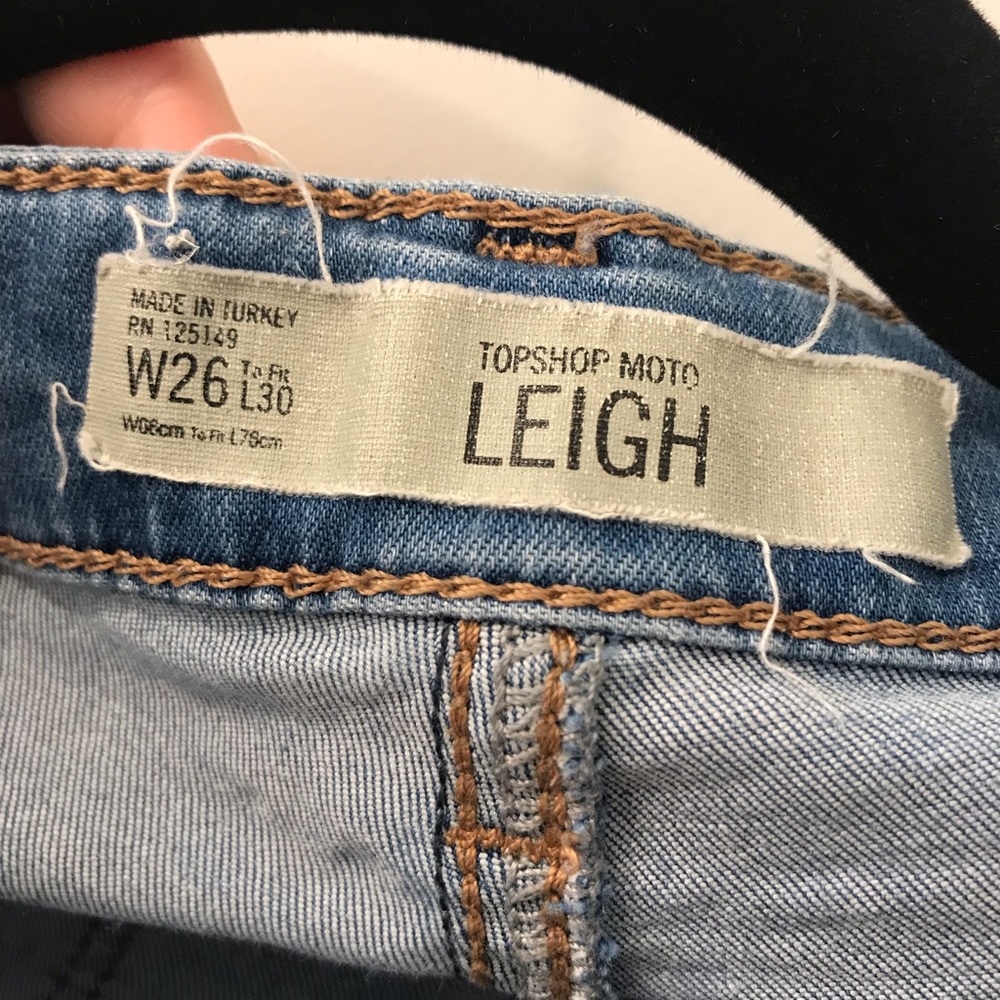 MADE IN TURKEY
RN 125149
W26 To Fit L30
W66cm To Fit L76cm
TOPSHOP MOTO
LEIGH